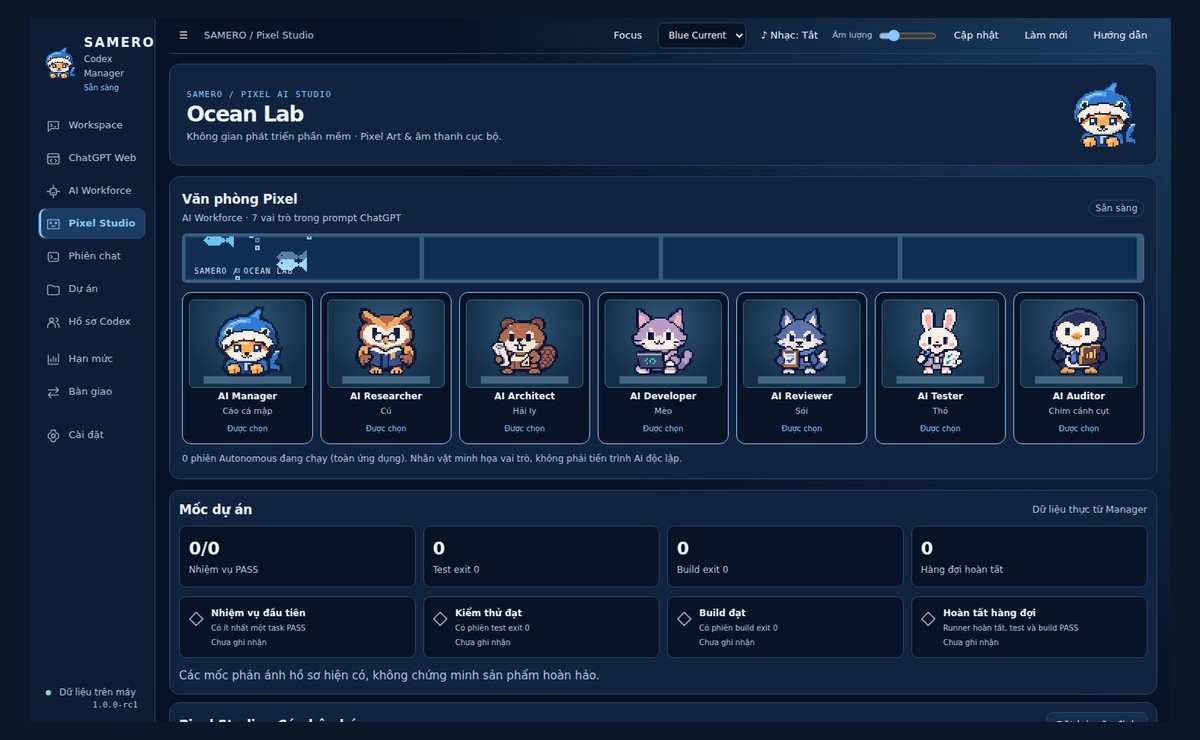 SAMERO
Codex
Manager
Sẵn sàng
Workspace
ChatGPT Web
AI Workforce
Pixel Studio
Phiên chat
Dự án
Hồ sơ Codex
Hạn mức
Bàn giao
Cài đặt
Dữ liệu trên máy
1.0.0-rc1
☰ SAMERO / Pixel Studio Focus Blue Current ♪ Nhạc: Tắt Âm lượng Cập nhật Làm mới Hướng dẫn
SAMERO / PIXEL AI STUDIO
Ocean Lab
Không gian phát triển phần mềm · Pixel Art & âm thanh cục bộ.
Văn phòng Pixel
AI Workforce · 7 vai trò trong prompt ChatGPT
Sẵn sàng
SAMERO / OCEAN LAB
AI Manager
Cáo cá mập
Được chọn
AI Researcher
Cú
Được chọn
AI Architect
Hải ly
Được chọn
AI Developer
Mèo
Được chọn
AI Reviewer
Sói
Được chọn
AI Tester
Thỏ
Được chọn
AI Auditor
Chim cánh cụt
Được chọn
0 phiên Autonomous đang chạy (toàn ứng dụng). Nhân vật minh họa vai trò, không phải tiến trình AI độc lập.
Mốc dự án
Dữ liệu thực từ Manager
0/0
Nhiệm vụ PASS
0
Test exit 0
0
Build exit 0
0
Hàng đợi hoàn tất
Nhiệm vụ đầu tiên
Có ít nhất một task PASS
Chưa ghi nhận
Kiểm thử đạt
Có phiên test exit 0
Chưa ghi nhận
Build đạt
Có phiên build exit 0
Chưa ghi nhận
Hoàn tất hàng đợi
Runner hoàn tất, test và build PASS
Chưa ghi nhận
Các mốc phản ánh hồ sơ hiện có, không chứng minh sản phẩm hoàn hảo.